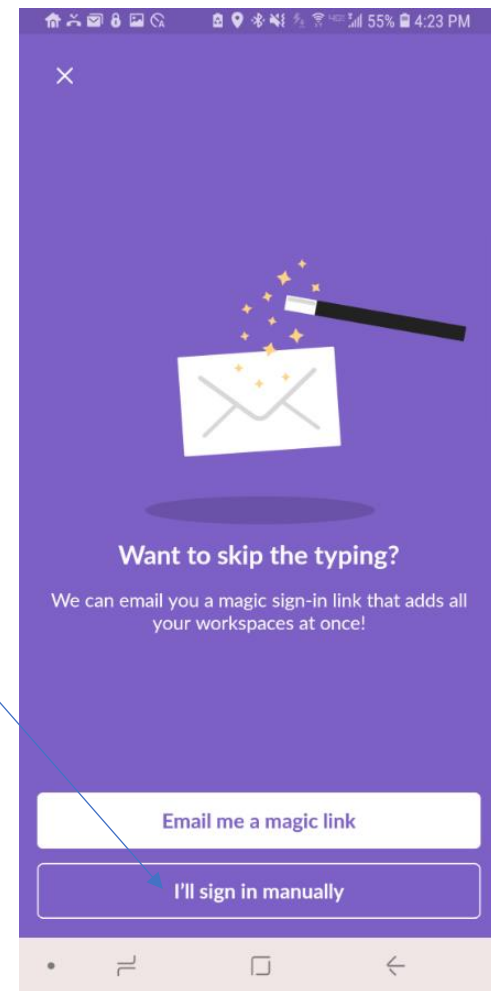 55% 4:23 PM
Want to skip the typing?
We can email you a magic sign-in link that adds all
your workspaces at once!
Email me a magic link
I'll sign in manually